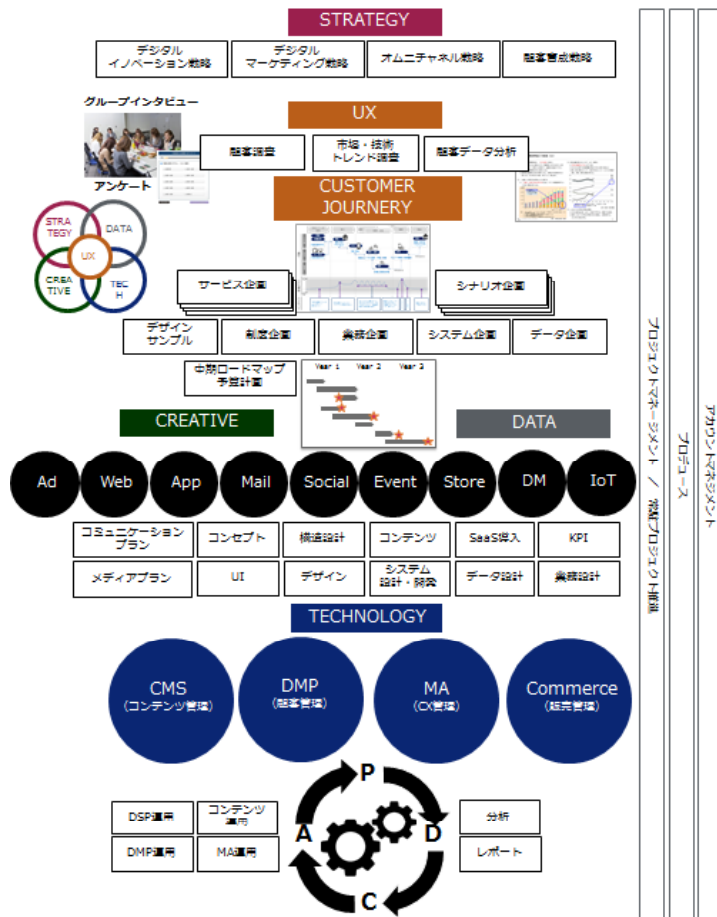 STRATEGY
デジタル
イノベーション戦略
デジタル
マーケティング戦略
オムニチャネル戦略
顧客育成戦略
グループインタビュー
UX
顧客調査
市場・技術
トレンド調査
顧客データ分析
アンケート
CUSTOMER
JOURNERY
STRA
TEGY
DATA
UX
CREA
TIVE
TEC
H
サービス企画
シナリオ企画
デザイン
サンプル
制度企画
業務企画
システム企画
データ企画
中期ロードマップ
予算計画
Year 1
Year 2
Year 3
CREATIVE
DATA
Ad
Web
App
Mail
Social
Event
Store
DM
IoT
コミュニケーション
プラン
コンセプト
構造設計
コンテンツ
SaaS導入
KPI
メディアプラン
UI
デザイン
システム
設計・開発
データ設計
業務設計
TECHNOLOGY
CMS
(コンテンツ管理)
DMP
(顧客管理)
MA
(CX管理)
Commerce
(販売管理)
P
D
C
A
DSP運用
コンテンツ
運用
DMP運用
MA運用
分析
レポート
プロジェクトマネージメント / 常駐プロジェクト推進
プロデュース
アカウントマネジメント